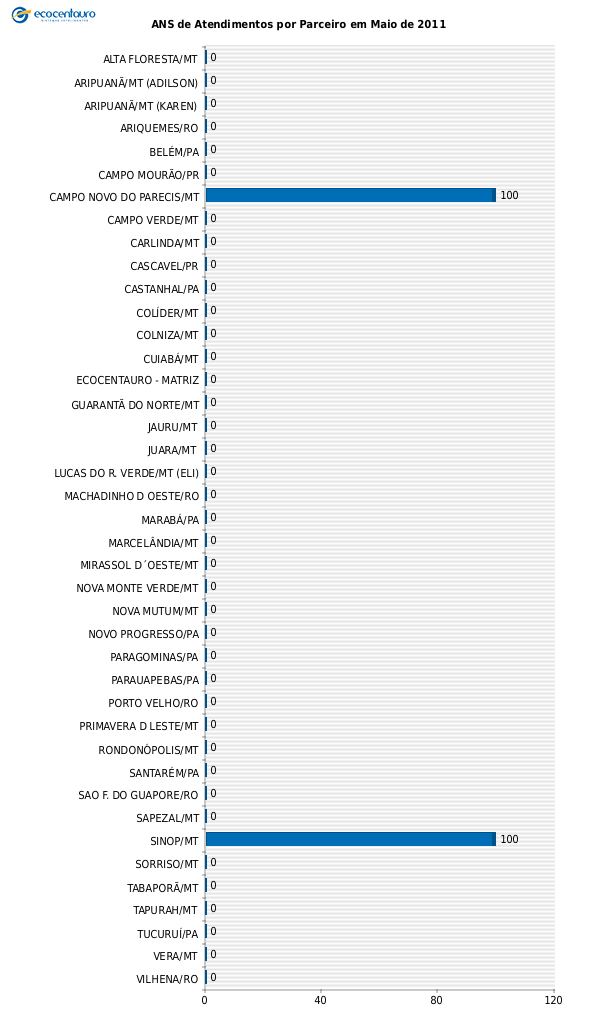 ecocentauro
ANS de Atendimentos por Parceiro em Maio de 2011
ALTA FLORESTA/MT 0
ARIPUANÃ/MT (ADILSON) 0
ARIPUANÃ/MT (KAREN) 0
ARIQUEMES/RO 0
BELÉM/PA 0
CAMPO MOURÃO/PR 0
CAMPO NOVO DO PARECIS/MT 100
CAMPO VERDE/MT 0
CARLINDA/MT 0
CASCAVEL/PR 0
CASTANHAL/PA 0
COLÍDER/MT 0
COLNIZA/MT 0
CUIABÁ/MT 0
ECOCENTAURO - MATRIZ 0
GUARANTÃ DO NORTE/MT 0
JAURU/MT 0
JUARA/MT 0
LUCAS DO R. VERDE/MT (ELI) 0
MACHADINHO D OESTE/RO 0
MARABÁ/PA 0
MARCELÂNDIA/MT 0
MIRASSOL D´OESTE/MT 0
NOVA MONTE VERDE/MT 0
NOVA MUTUM/MT 0
NOVO PROGRESSO/PA 0
PARAGOMINAS/PA 0
PARAUAPEBAS/PA 0
PORTO VELHO/RO 0
PRIMAVERA D LESTE/MT 0
RONDONÓPOLIS/MT 0
SANTARÉM/PA 0
SAO F. DO GUAPORE/RO 0
SAPEZAL/MT 0
SINOP/MT 100
SORRISO/MT 0
TABAPORÃ/MT 0
TAPURAH/MT 0
TUCURUÍ/PA 0
VERA/MT 0
VILHENA/RO 0
0 40 80 120